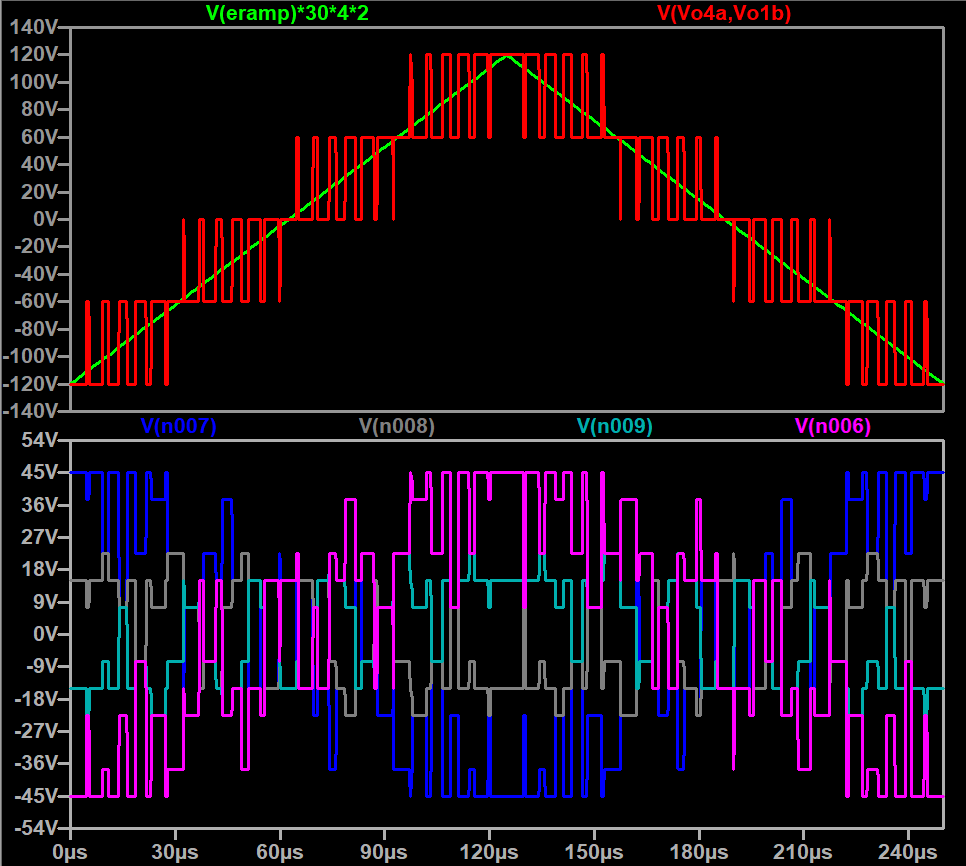 V(eramp)*30*4*2 V(Vo4a,Vo1b)
140V
120V
100V
80V
60V
40V
20V
0V
-20V
-40V
-60V
-80V
-100V
-120V
-140V
V(n007) V(n008) V(n009) V(n006)
54V
45V
36V
27V
18V
9V
0V
-9V
-18V
-27V
-36V
-45V
-54V
0µs 30µs 60µs 90µs 120µs 150µs 180µs 210µs 240µs